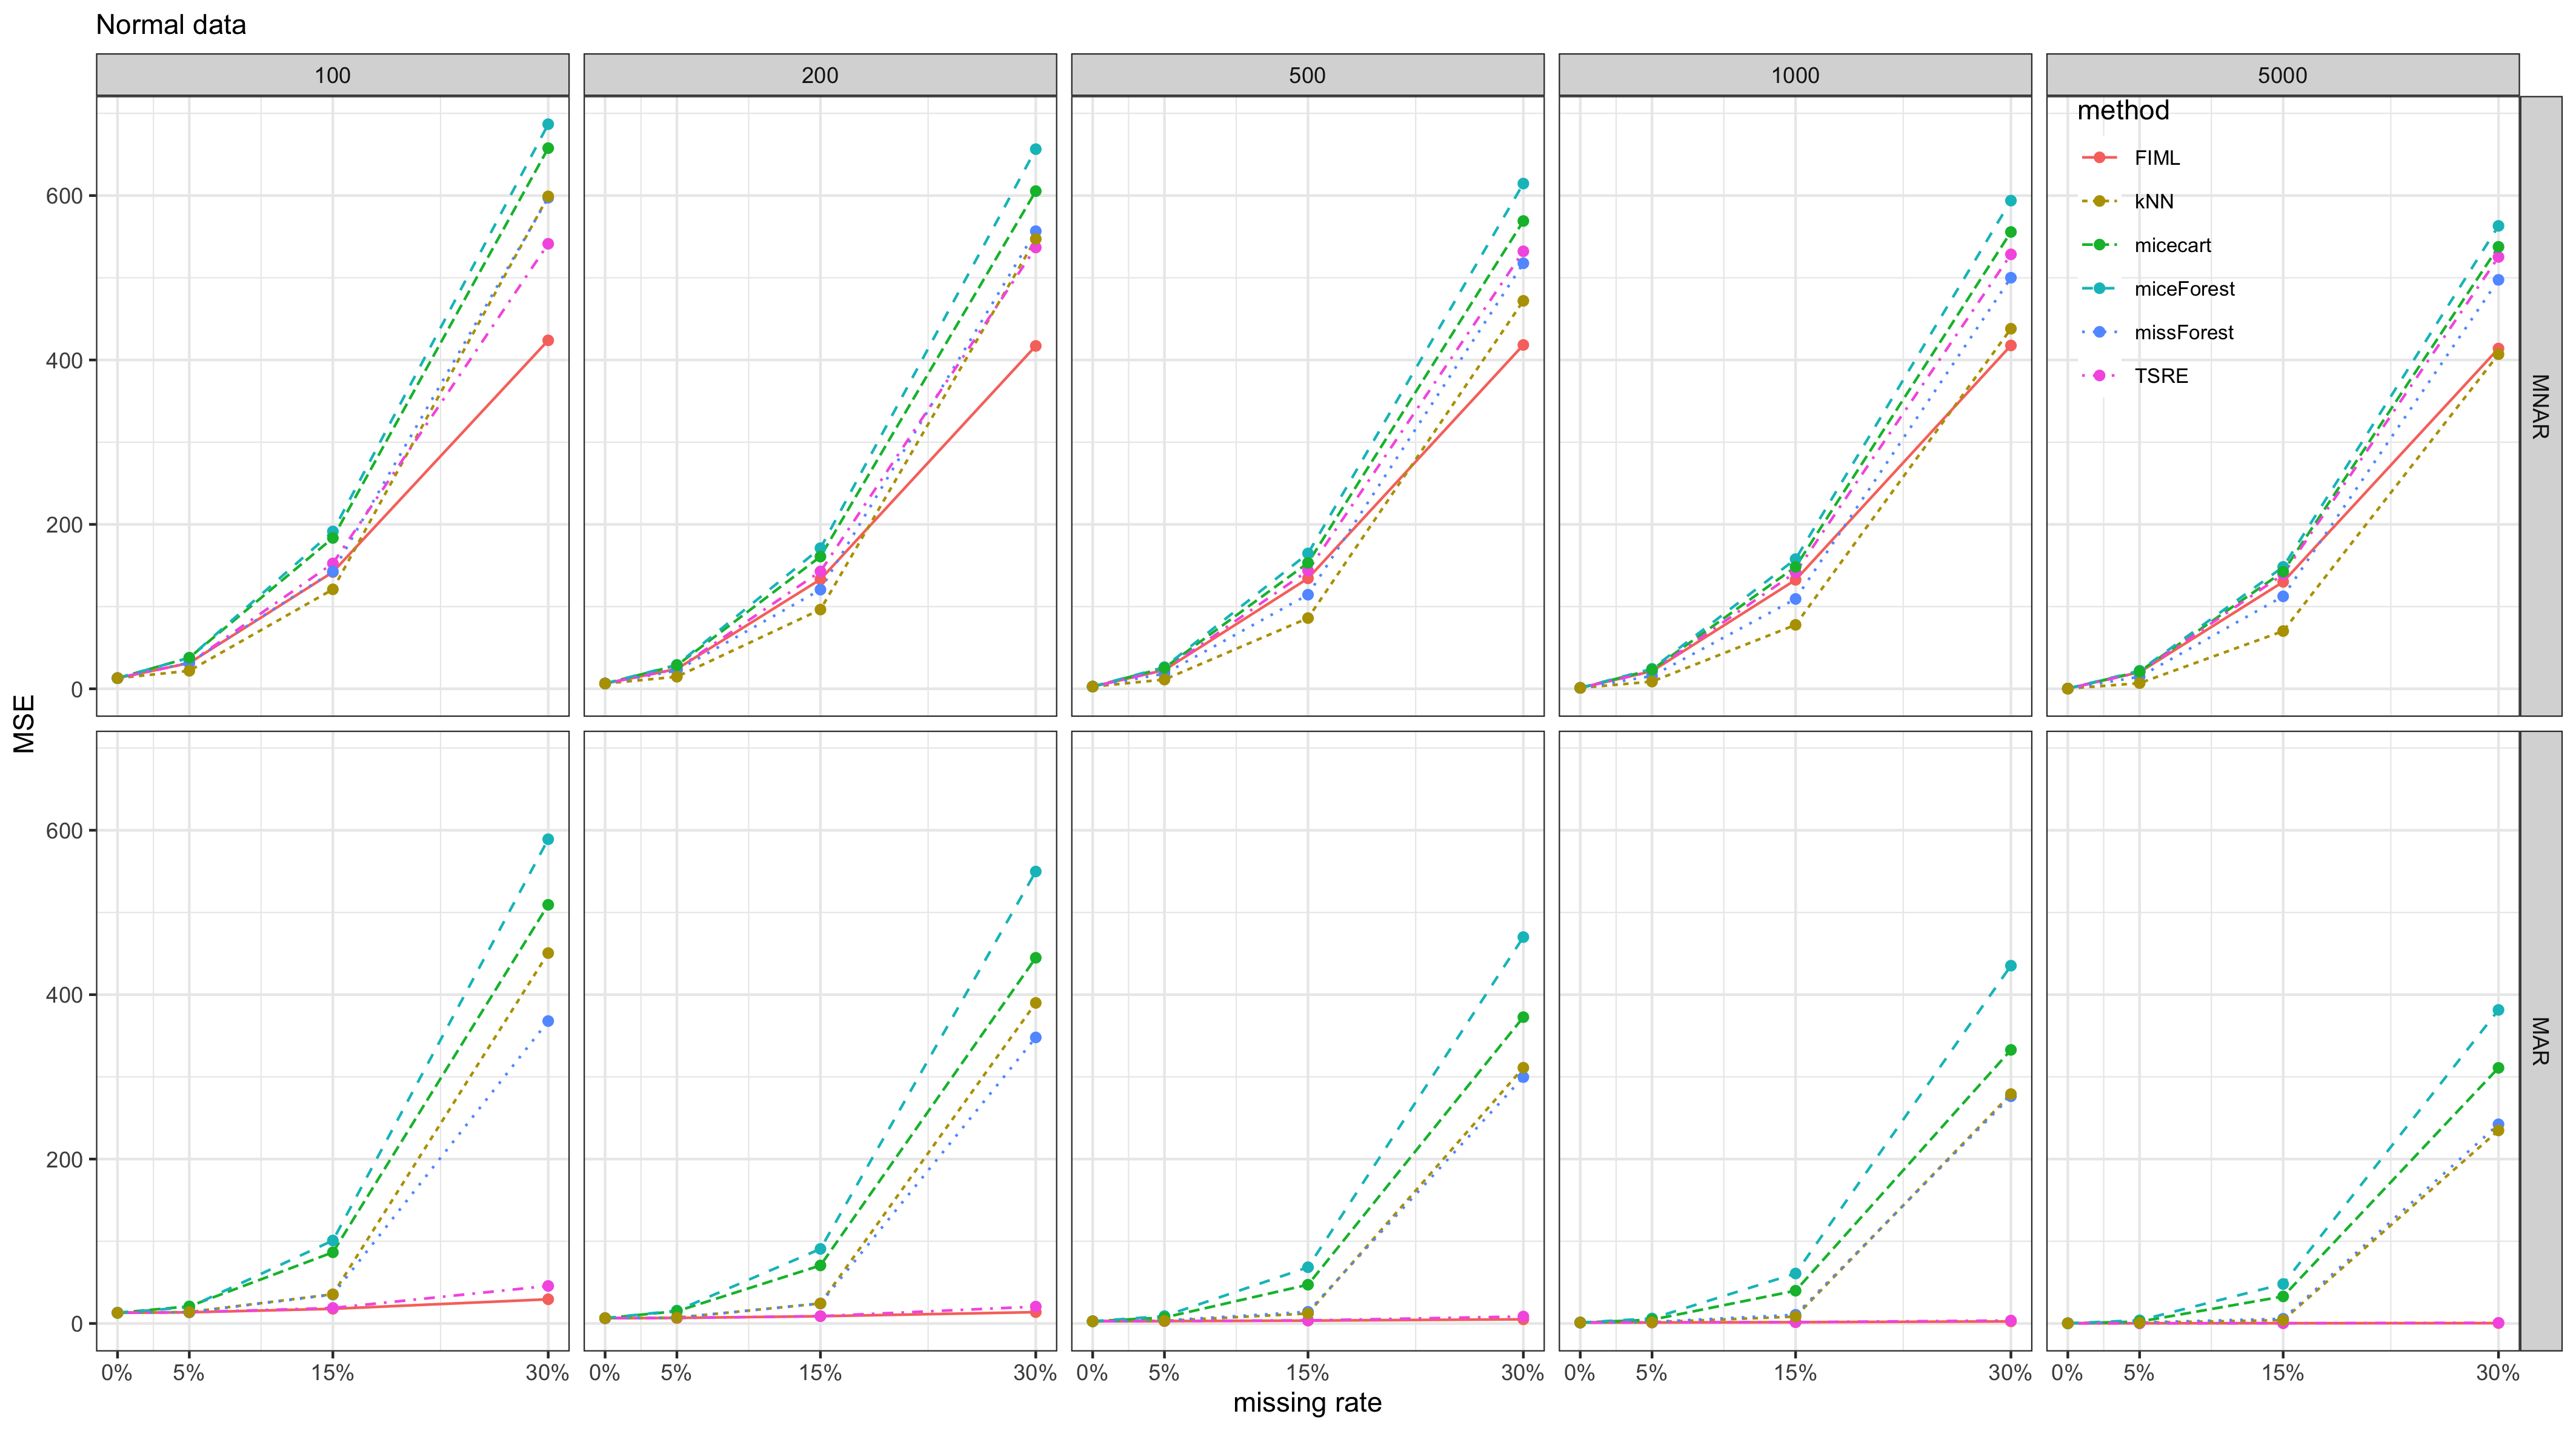 Normal data
100 200 500 1000 5000
method
FIML
kNN
micecart
miceForest
missForest
TSRE
600
400
200
0
MNAR
MSE
600
400
200
0
MAR
0% 5% 15% 30% 0% 5% 15% 30% 0% 5% 15% 30% 0% 5% 15% 30% 0% 5% 15% 30%
missing rate